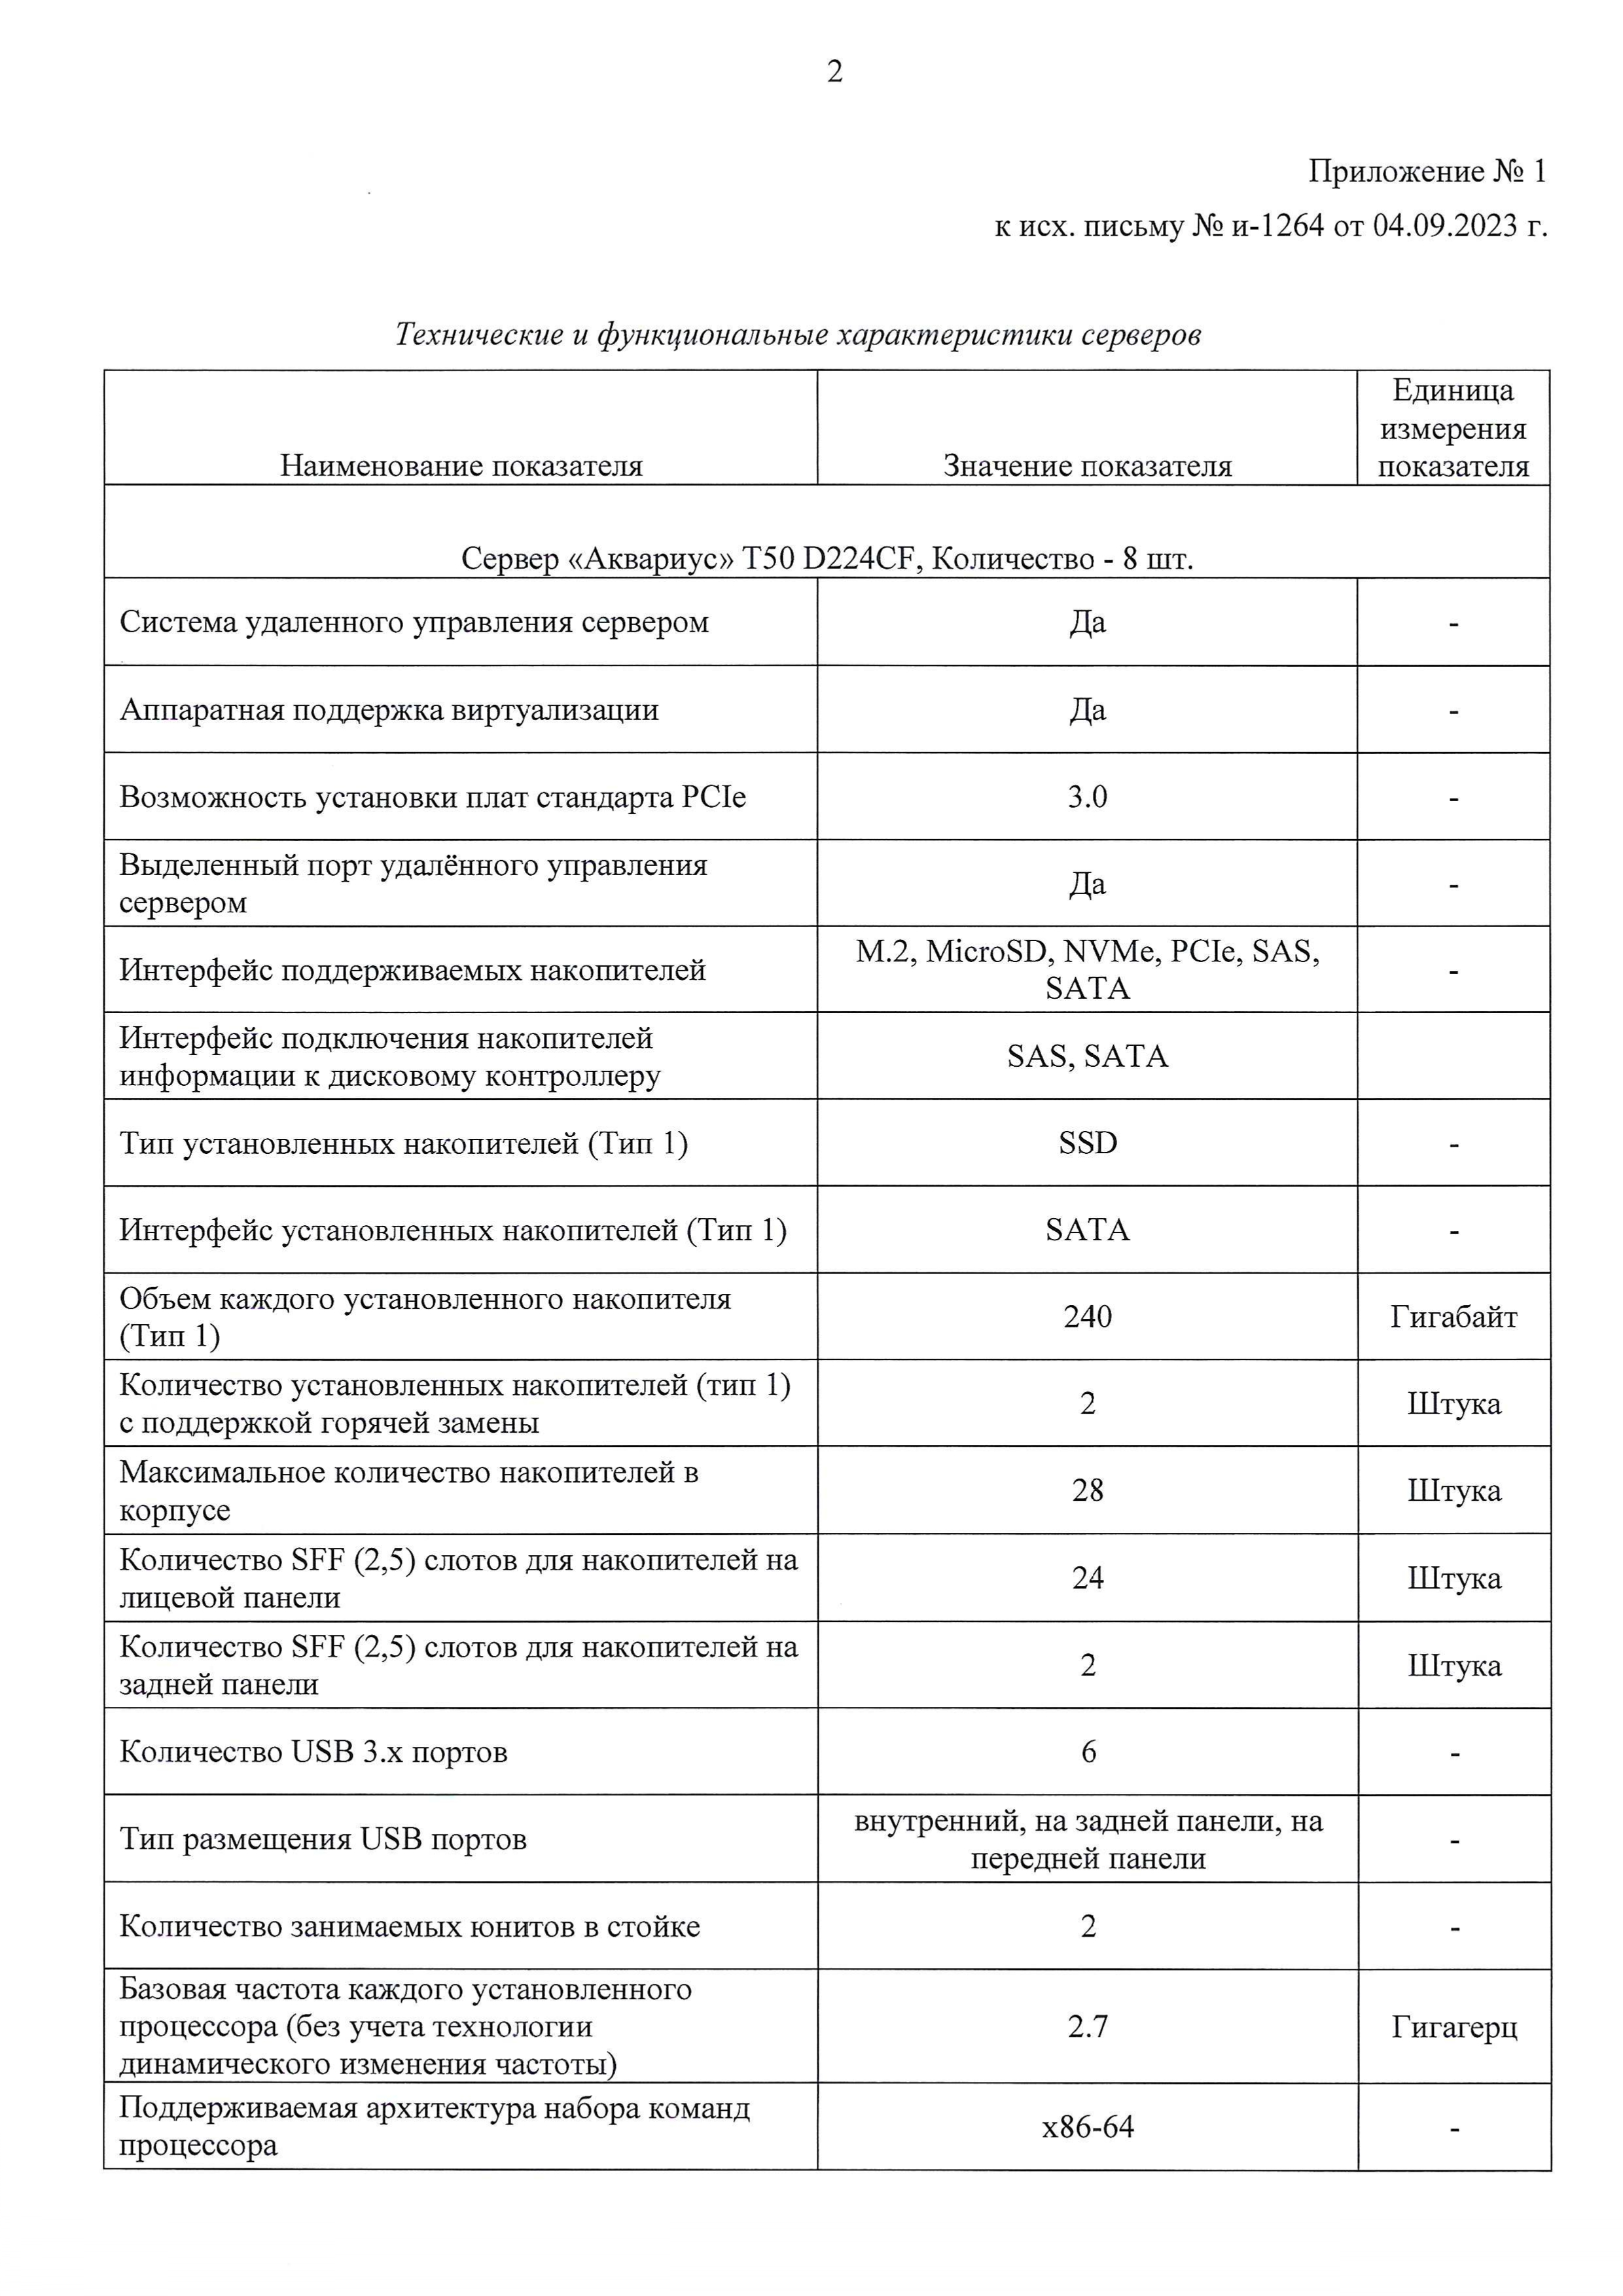 2
Приложение № 1
к исх. письму № и-1264 от 04.09.2023 г.
Технические и функциональные характеристики серверов
Наименование показателя
Значение показателя
Единица
измерения
показателя
Сервер «Аквариус» T50 D224CF, Количество - 8 шт.
Система удаленного управления сервером
Да
-
Аппаратная поддержка виртуализации
Да
-
Возможность установки плат стандарта PCIe
3.0
-
Выделенный порт удалённого управления
сервером
Да
-
Интерфейс поддерживаемых накопителей
M.2, MicroSD, NVMe, PCIe, SAS,
SATA
-
Интерфейс подключения накопителей
информации к дисковому контроллеру
SAS, SATA
Тип установленных накопителей (Тип 1)
SSD
-
Интерфейс установленных накопителей (Тип 1)
SATA
-
Объем каждого установленного накопителя
(Тип 1)
240
Гигабайт
Количество установленных накопителей (тип 1)
с поддержкой горячей замены
2
Штука
Максимальное количество накопителей в
корпусе
28
Штука
Количество SFF (2,5) слотов для накопителей на
лицевой панели
24
Штука
Количество SFF (2,5) слотов для накопителей на
задней панели
2
Штука
Количество USB 3.x портов
6
-
Тип размещения USB портов
внутренний, на задней панели, на
передней панели
-
Количество занимаемых юнитов в стойке
2
-
Базовая частота каждого установленного
процессора (без учета технологии
динамического изменения частоты)
2.7
Гигагерц
Поддерживаемая архитектура набора команд
процессора
x86-64
-